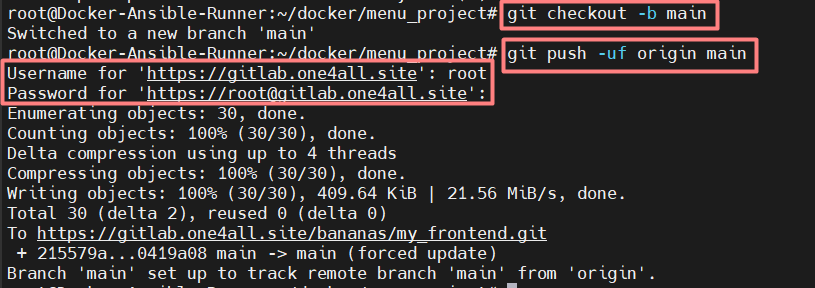 root@Docker-Ansible-Runner:~/docker/menu_project# git checkout -b main
Switched to a new branch 'main'
root@Docker-Ansible-Runner:~/docker/menu_project# git push -uf origin main
Username for 'https://gitlab.one4all.site': root
Password for 'https://root@gitlab.one4all.site':
Enumerating objects: 30, done.
Counting objects: 100% (30/30), done.
Delta compression using up to 4 threads
Compressing objects: 100% (30/30), done.
Writing objects: 100% (30/30), 409.64 KiB | 21.56 MiB/s, done.
Total 30 (delta 2), reused 0 (delta 0)
To https://gitlab.one4all.site/bananas/my_frontend.git
 + 215579a...0419a08 main -> main (forced update)
Branch 'main' set up to track remote branch 'main' from 'origin'.